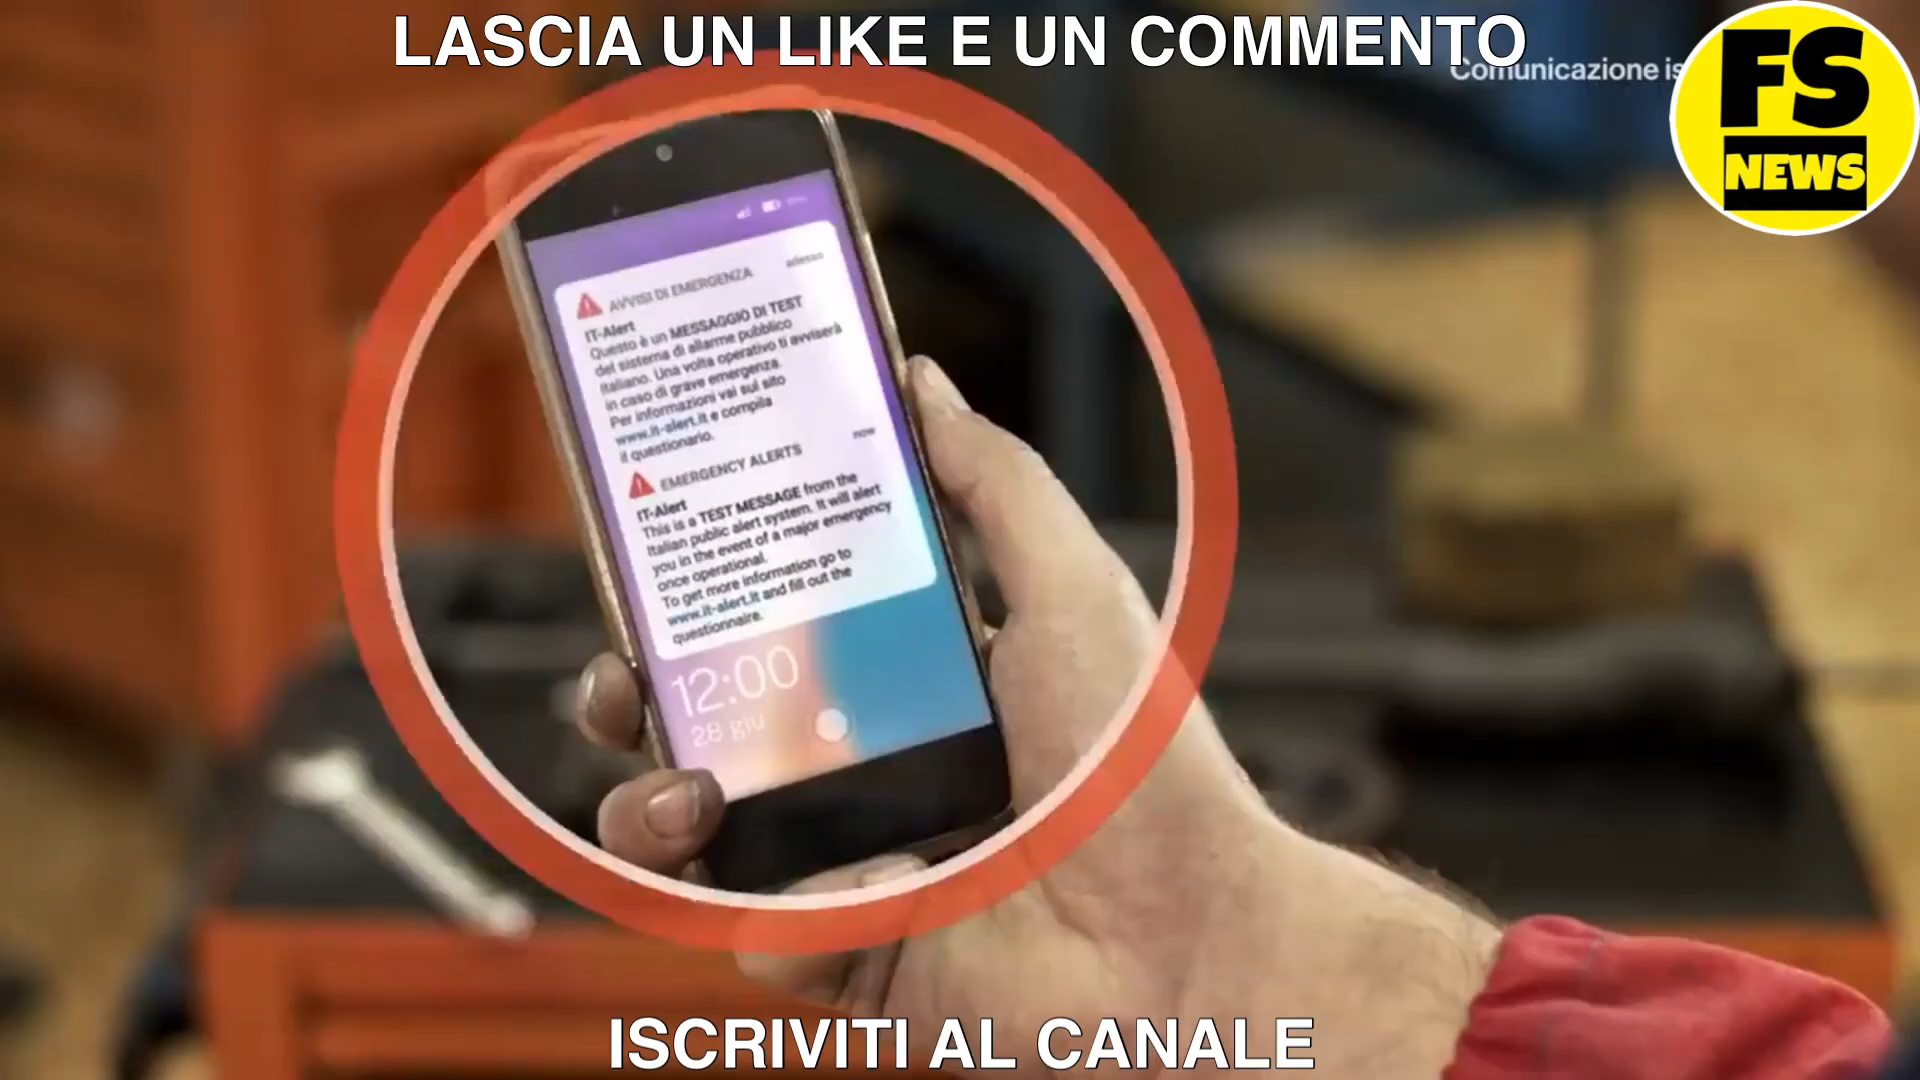 LASCIA UN LIKE E UN COMMENTO
Comunicazione is
FS
NEWS
AVVISI DI EMERGENZA
adesso
IT-Alert
Questo è un MESSAGGIO DI TEST
del sistema di allarme pubblico
italiano. Una volta operativo ti avviserà
in caso di grave emergenza.
Per informazioni vai sul sito
www.it-alert.it e compila
il questionario.
EMERGENCY ALERTS
now
IT-Alert
This is a TEST MESSAGE from the
Italian public alert system. It will alert
you in the event of a major emergency
once operational.
To get more information go to
www.it-alert.it and fill out the
questionnaire.
12:00
28 giu
ISCRIVITI AL CANALE